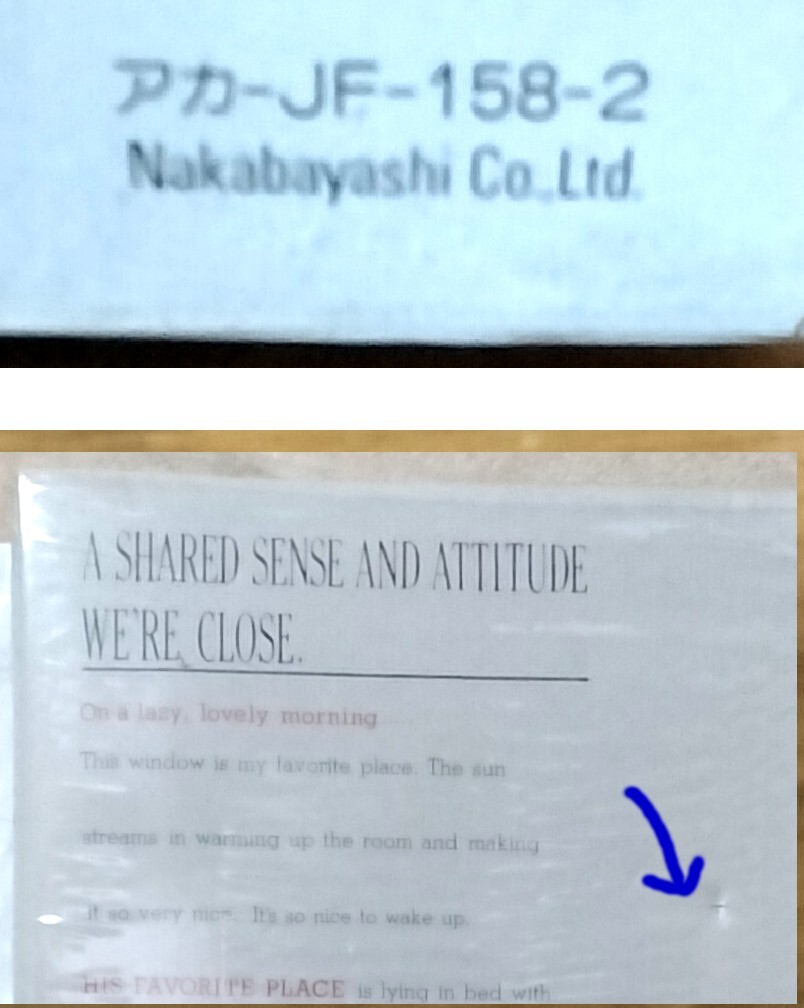 アカ-JF-158-2
Nakabayashi Co.,Ltd.
A SHARED SENSE AND ATTITUDE
WE'RE CLOSE.
On a lazy, lovely morning
This window is my favorite place. The sun
streams in warming up the room and making
it so very nice. It's so nice to wake up.
HIS FAVORITE PLACE is lying in bed with